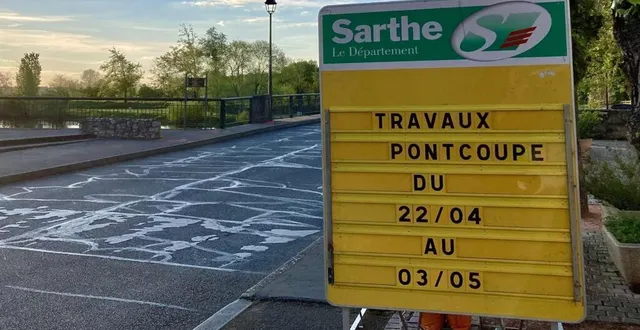 Sarthe
Le Département
TRAVAUX
PONTCOUPE
DU
22/04
AU
03/05